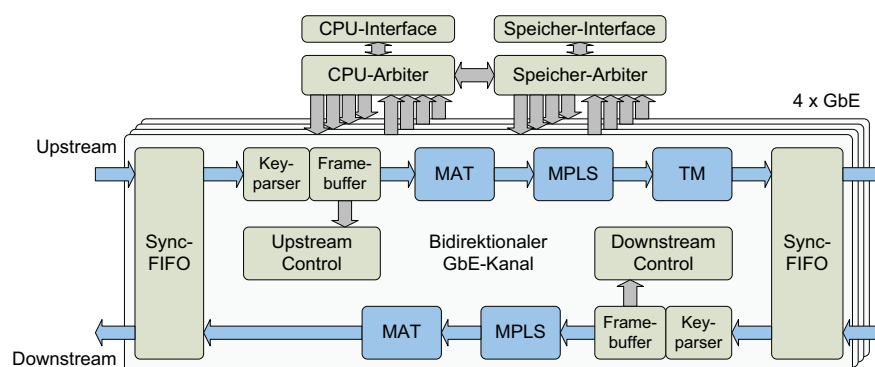 CPU-Interface
Speicher-Interface
CPU-Arbiter
Speicher-Arbiter
4 x GbE
Upstream
Key-
parser
Frame-
buffer
MAT
MPLS
TM
Sync-
FIFO
Upstream
Control
Bidirektionaler
GbE-Kanal
Downstream
Control
Sync-
FIFO
MAT
MPLS
Frame-
buffer
Key-
parser
Downstream